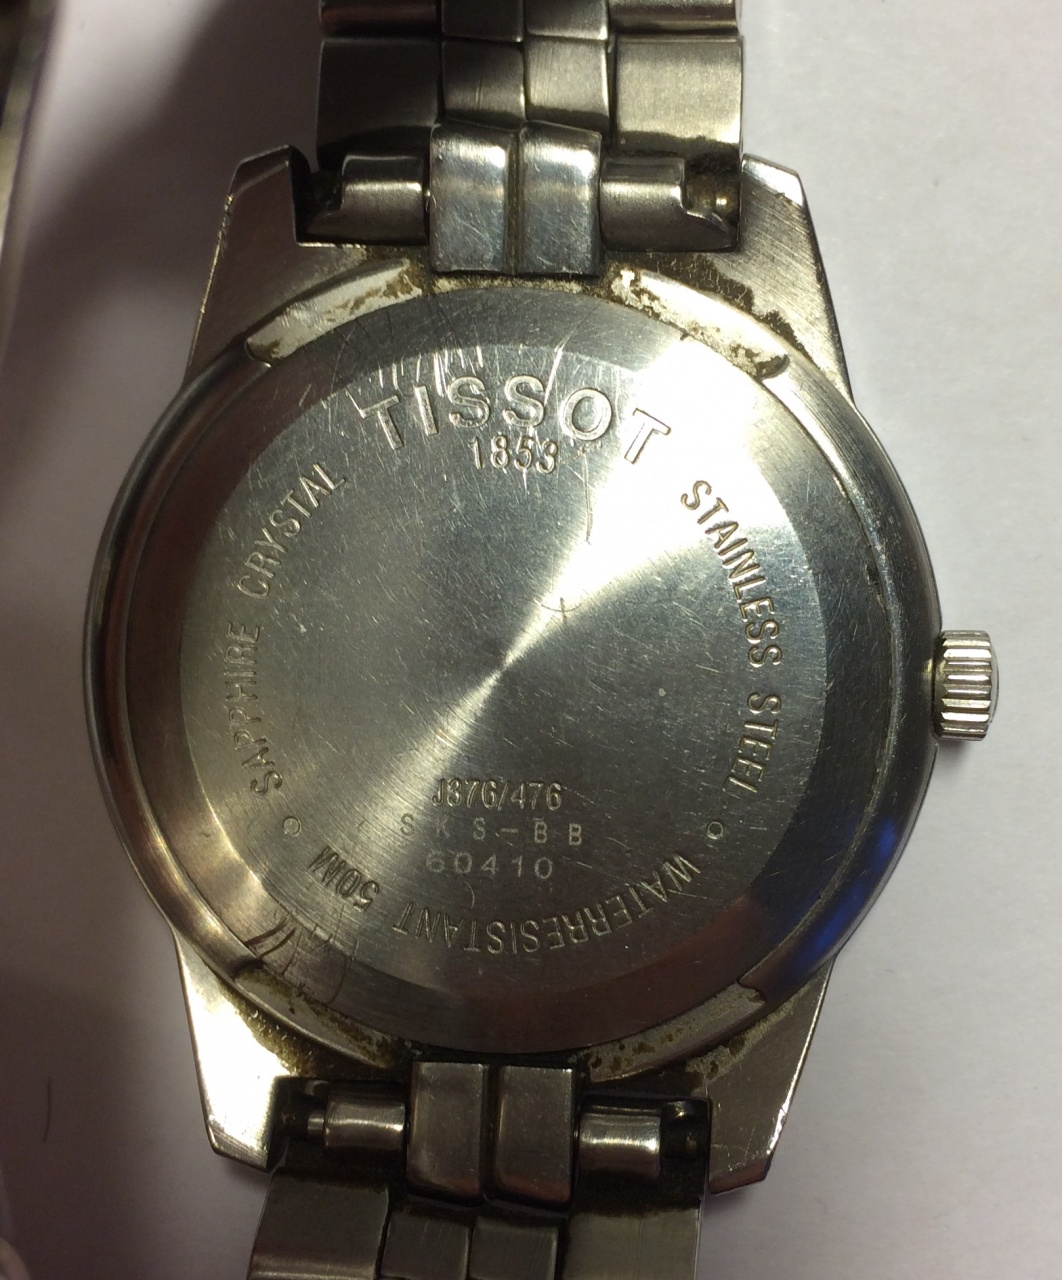 TISSOT
1853
STAINLESS STEEL
SAPPHIRE CRYSTAL
J376/476
SKS-BB
60410
WATERRESISTANT 50M